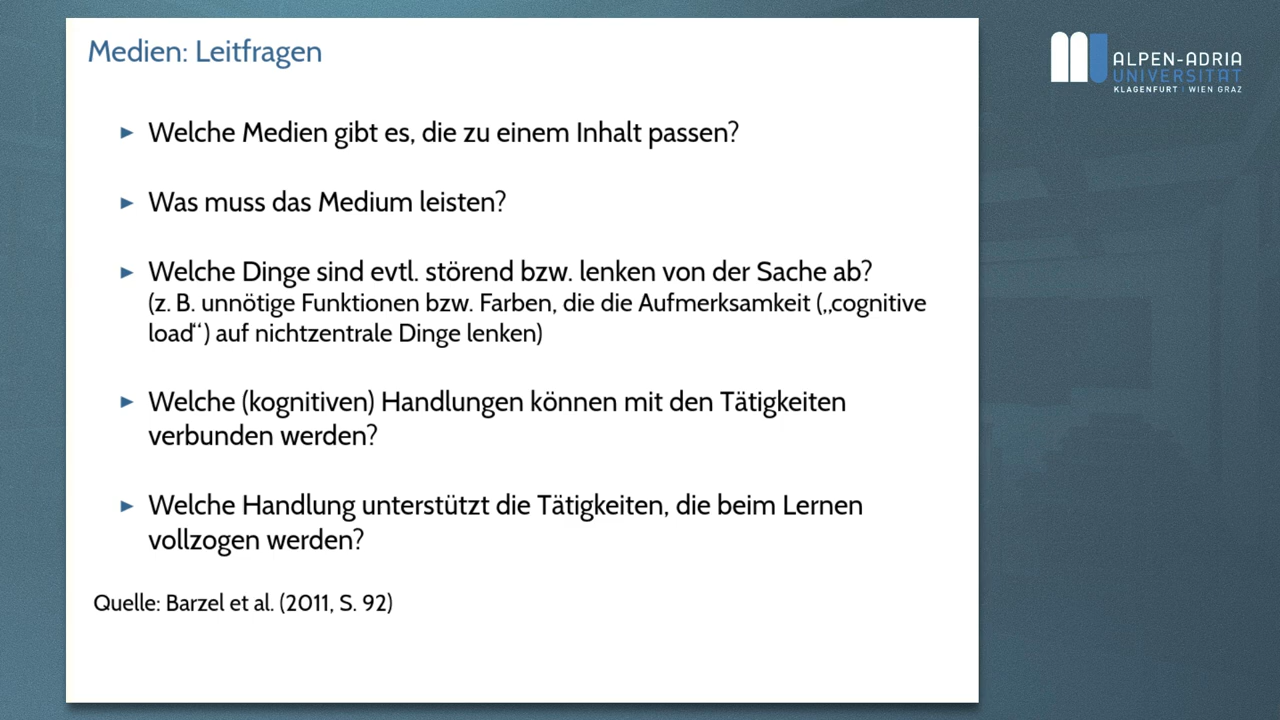 Medien: Leitfragen
ALPEN-ADRIA
UNIVERSITÄT
KLAGENFURT | WIEN GRAZ
► Welche Medien gibt es, die zu einem Inhalt passen?
► Was muss das Medium leisten?
► Welche Dinge sind evtl. störend bzw. lenken von der Sache ab?
(z. B. unnötige Funktionen bzw. Farben, die die Aufmerksamkeit („cognitive
load“) auf nichtzentrale Dinge lenken)
► Welche (kognitiven) Handlungen können mit den Tätigkeiten
verbunden werden?
► Welche Handlung unterstützt die Tätigkeiten, die beim Lernen
vollzogen werden?
Quelle: Barzel et al. (2011, S. 92)